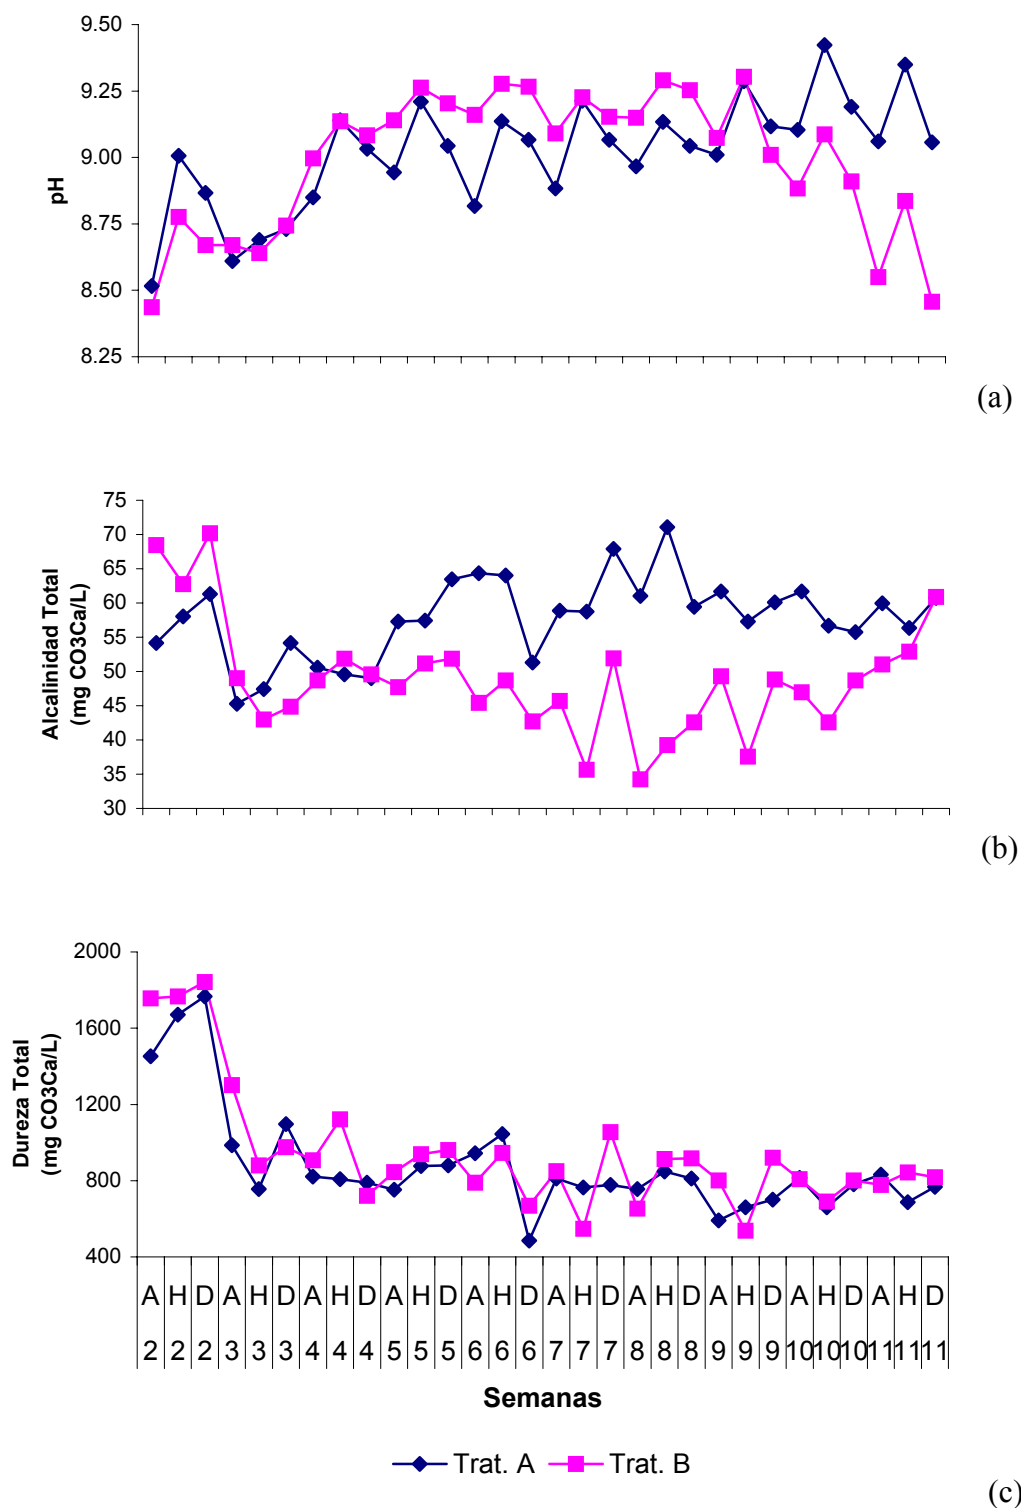 9.50
9.25
9.00
8.75
8.50
8.25
pH
(a)
75
70
65
60
55
50
45
40
35
30
Alcalinidad Total
(mg CO3Ca/L)
(b)
2000
1600
1200
800
400
Dureza Total
(mg CO3Ca/L)
A H D A H D A H D A H D A H D A H D A H D A H D A H D A H D
2 2 2 3 3 3 4 4 4 5 5 5 6 6 6 7 7 7 8 8 8 9 9 9 10 10 10 11 11 11
Semanas
Trat. A Trat. B
(c)